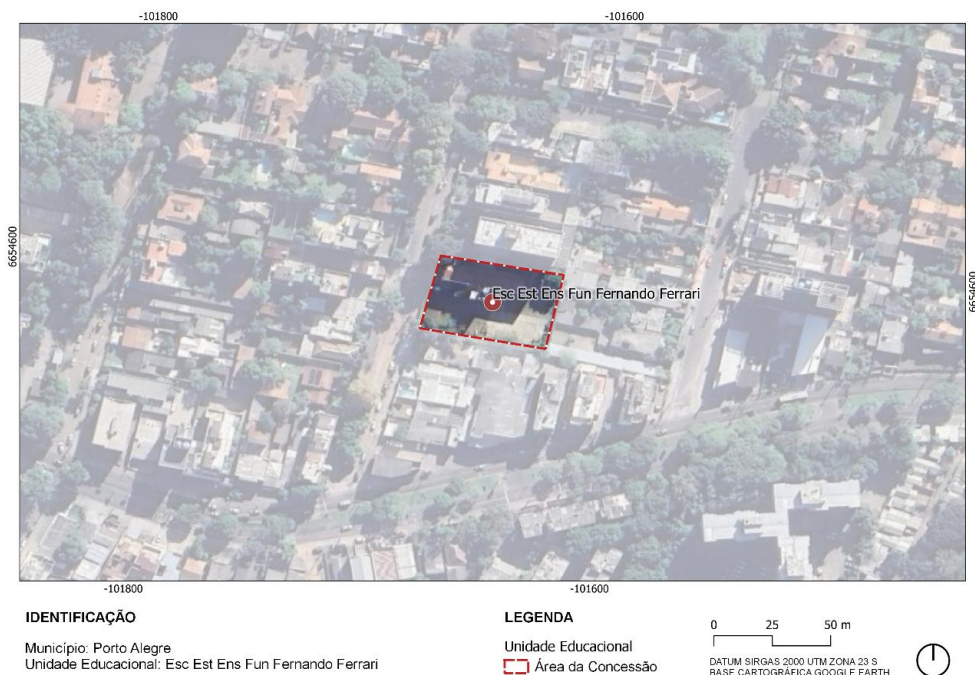 -101800
-101600
6654600
6654600
Esc Est Ens Fun Fernando Ferrari
-101800
-101600
IDENTIFICAÇÃO
Município: Porto Alegre
Unidade Educacional: Esc Est Ens Fun Fernando Ferrari
LEGENDA
Unidade Educacional
Área da Concessão
0 25 50 m
DATUM SIRGAS 2000 UTM ZONA 23 S
BASE CARTOGRÁFICA GOOGLE EARTH